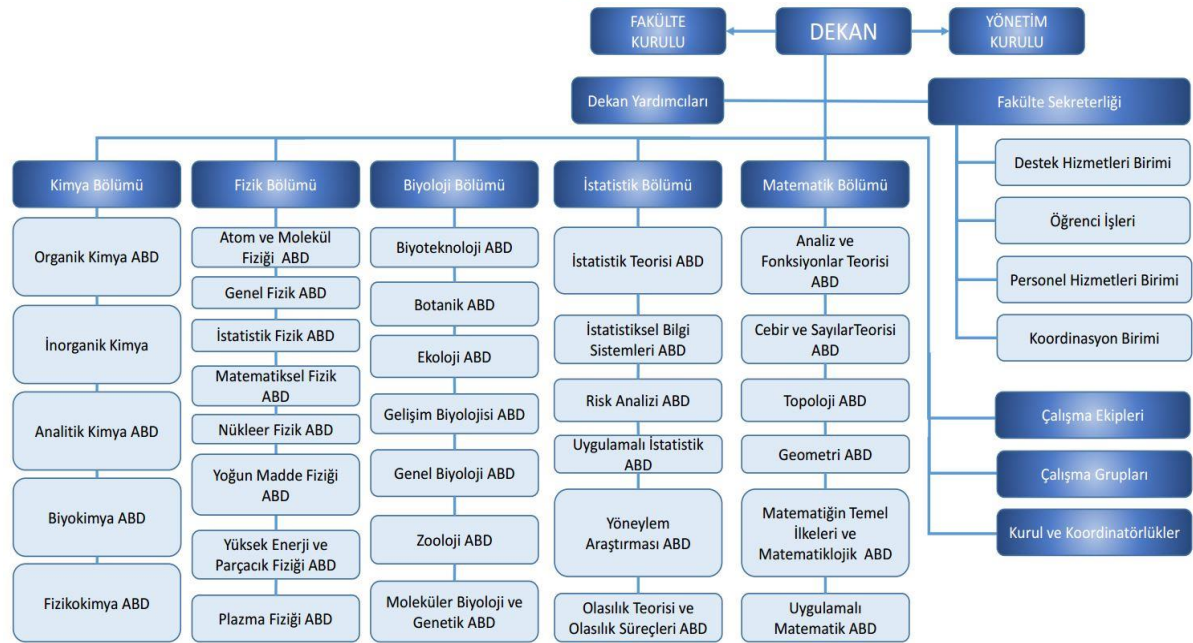 FAKÜLTE
KURULU
DEKAN
YÖNETİM
KURULU
Dekan Yardımcıları
Fakülte Sekreterliği
Destek Hizmetleri Birimi
Öğrenci İşleri
Personel Hizmetleri Birimi
Koordinasyon Birimi
Kimya Bölümü
Organik Kimya ABD
İnorganik Kimya
Analitik Kimya ABD
Biyokimya ABD
Fizikokimya ABD
Fizik Bölümü
Atom ve Molekül
Fiziği ABD
Genel Fizik ABD
İstatistik Fizik ABD
Matematiksel Fizik
ABD
Nükleer Fizik ABD
Yoğun Madde Fiziği
ABD
Yüksek Enerji ve
Parçacık Fiziği ABD
Plazma Fiziği ABD
Biyoloji Bölümü
Biyoteknoloji ABD
Botanik ABD
Ekoloji ABD
Gelişim Biyolojisi ABD
Genel Biyoloji ABD
Zooloji ABD
Moleküler Biyoloji ve
Genetik ABD
İstatistik Bölümü
İstatistik Teorisi ABD
İstatistiksel Bilgi
Sistemleri ABD
Risk Analizi ABD
Uygulamalı İstatistik
ABD
Yöneylem
Araştırması ABD
Olasılık Teorisi ve
Olasılık Süreçleri ABD
Matematik Bölümü
Analiz ve
Fonksiyonlar Teorisi
ABD
Cebir ve SayılarTeorisi
ABD
Topoloji ABD
Geometri ABD
Matematiğin Temel
İlkeleri ve
Matematiklojik ABD
Uygulamalı
Matematik ABD
Çalışma Ekipleri
Çalışma Grupları
Kurul ve Koordinatörlükler